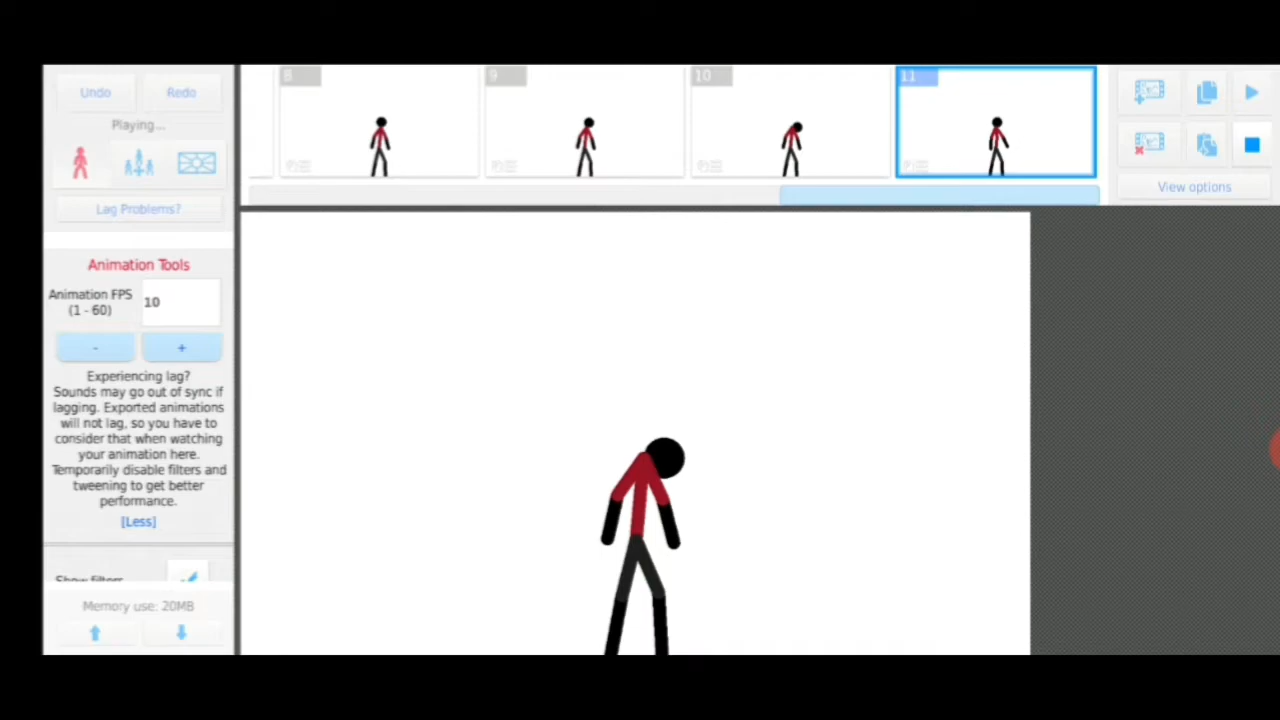 Undo Redo
Playing...
Lag Problems?
8
9
10
11
View options
Animation Tools
Animation FPS
(1 - 60)
10
- +
Experiencing lag?
Sounds may go out of sync if
lagging. Exported animations
will not lag, so you have to
consider that when watching
your animation here.
Temporarily disable filters and
tweening to get better
performance.
[Less]
Show filters
Memory use: 20MB